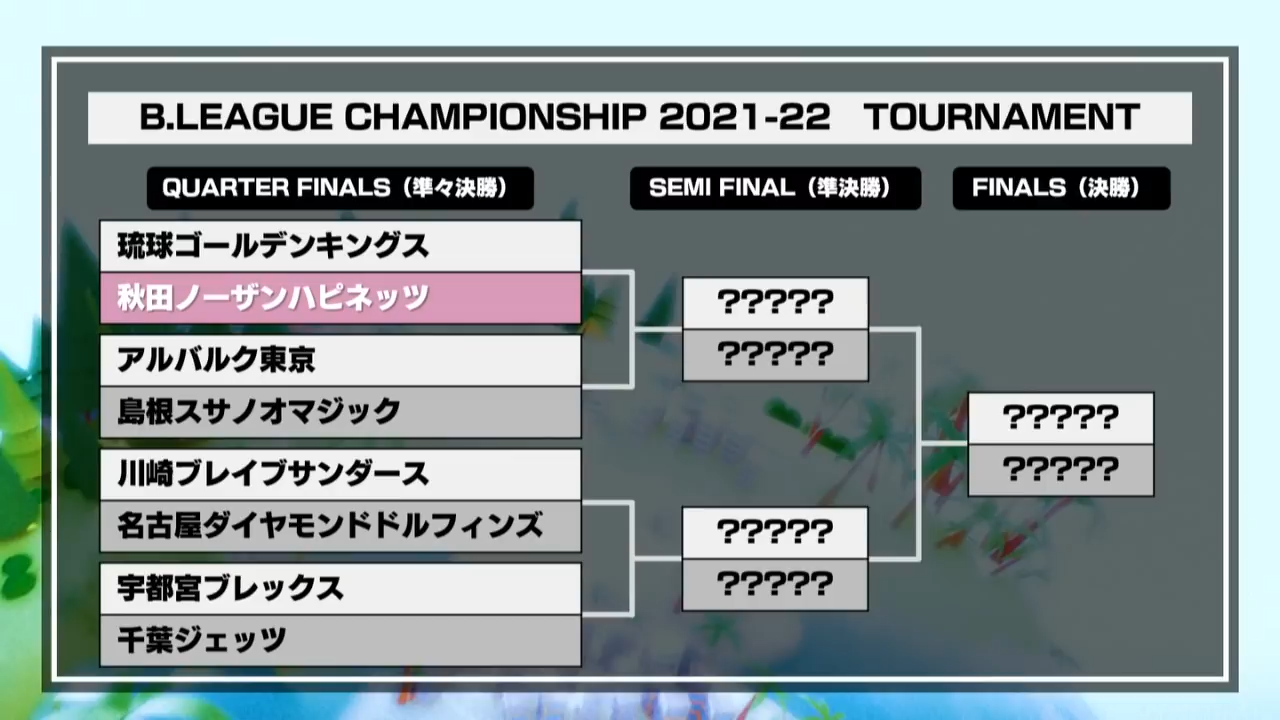 B.LEAGUE CHAMPIONSHIP 2021-22 TOURNAMENT
QUARTER FINALS（準々決勝）
SEMI FINAL（準決勝）
FINALS（決勝）
琉球ゴールデンキングス
秋田ノーザンハピネッツ
アルバルク東京
島根スサノオマジック
川崎ブレイブサンダース
名古屋ダイヤモンドドルフィンズ
宇都宮ブレックス
千葉ジェッツ
?????
?????
?????
?????
?????
?????